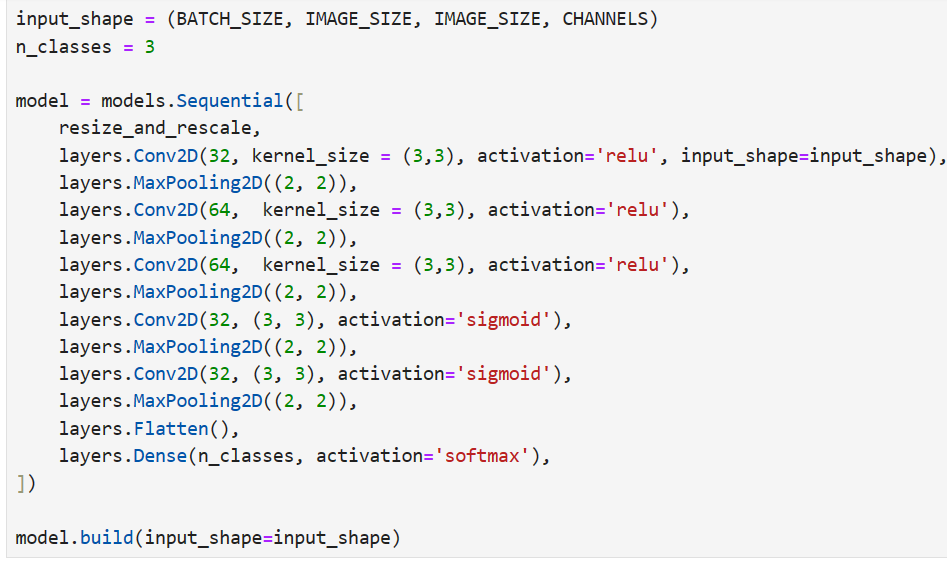 input_shape = (BATCH_SIZE, IMAGE_SIZE, IMAGE_SIZE, CHANNELS)
n_classes = 3

model = models.Sequential([
    resize_and_rescale,
    layers.Conv2D(32, kernel_size = (3,3), activation='relu', input_shape=input_shape),
    layers.MaxPooling2D((2, 2)),
    layers.Conv2D(64,  kernel_size = (3,3), activation='relu'),
    layers.MaxPooling2D((2, 2)),
    layers.Conv2D(64,  kernel_size = (3,3), activation='relu'),
    layers.MaxPooling2D((2, 2)),
    layers.Conv2D(32, (3, 3), activation='sigmoid'),
    layers.MaxPooling2D((2, 2)),
    layers.Conv2D(32, (3, 3), activation='sigmoid'),
    layers.MaxPooling2D((2, 2)),
    layers.Flatten(),
    layers.Dense(n_classes, activation='softmax'),
])

model.build(input_shape=input_shape)